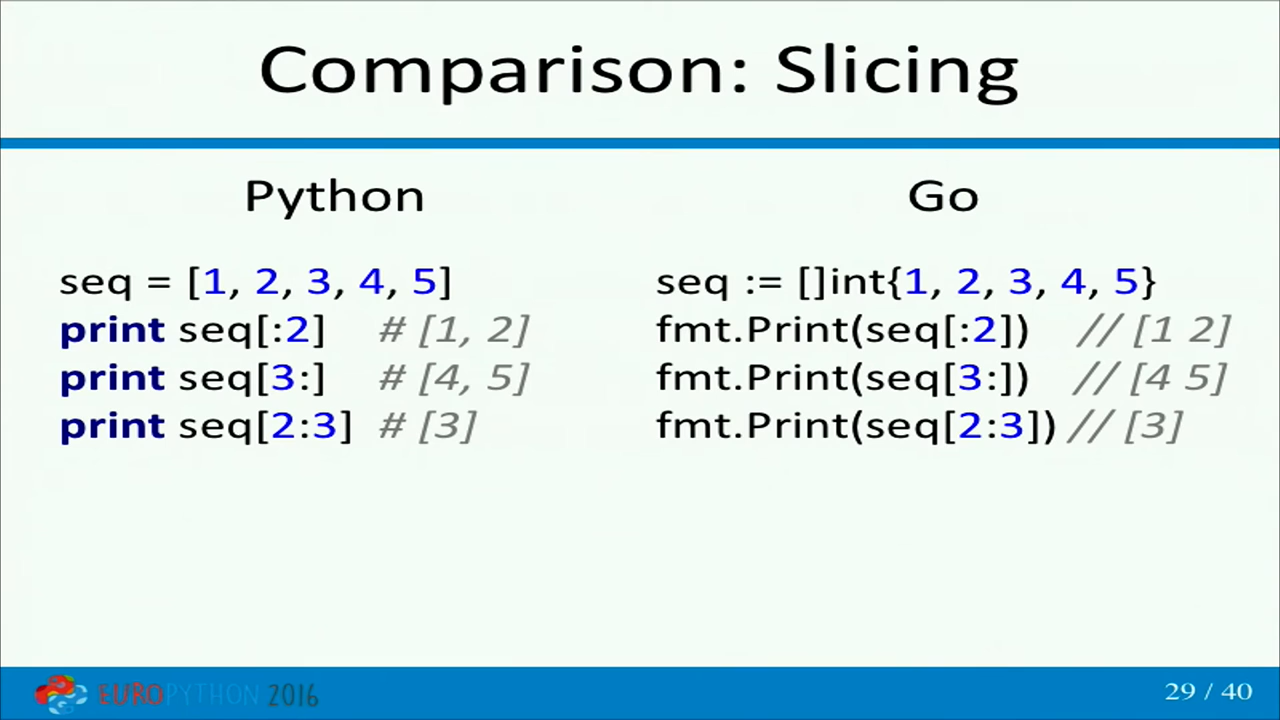 Comparison: Slicing
Python
seq = [1, 2, 3, 4, 5]
print seq[:2] # [1, 2]
print seq[3:] # [4, 5]
print seq[2:3] # [3]
Go
seq := []int{1, 2, 3, 4, 5}
fmt.Print(seq[:2]) // [1 2]
fmt.Print(seq[3:]) // [4 5]
fmt.Print(seq[2:3]) // [3]
EUROPYTHON 2016
29 / 40